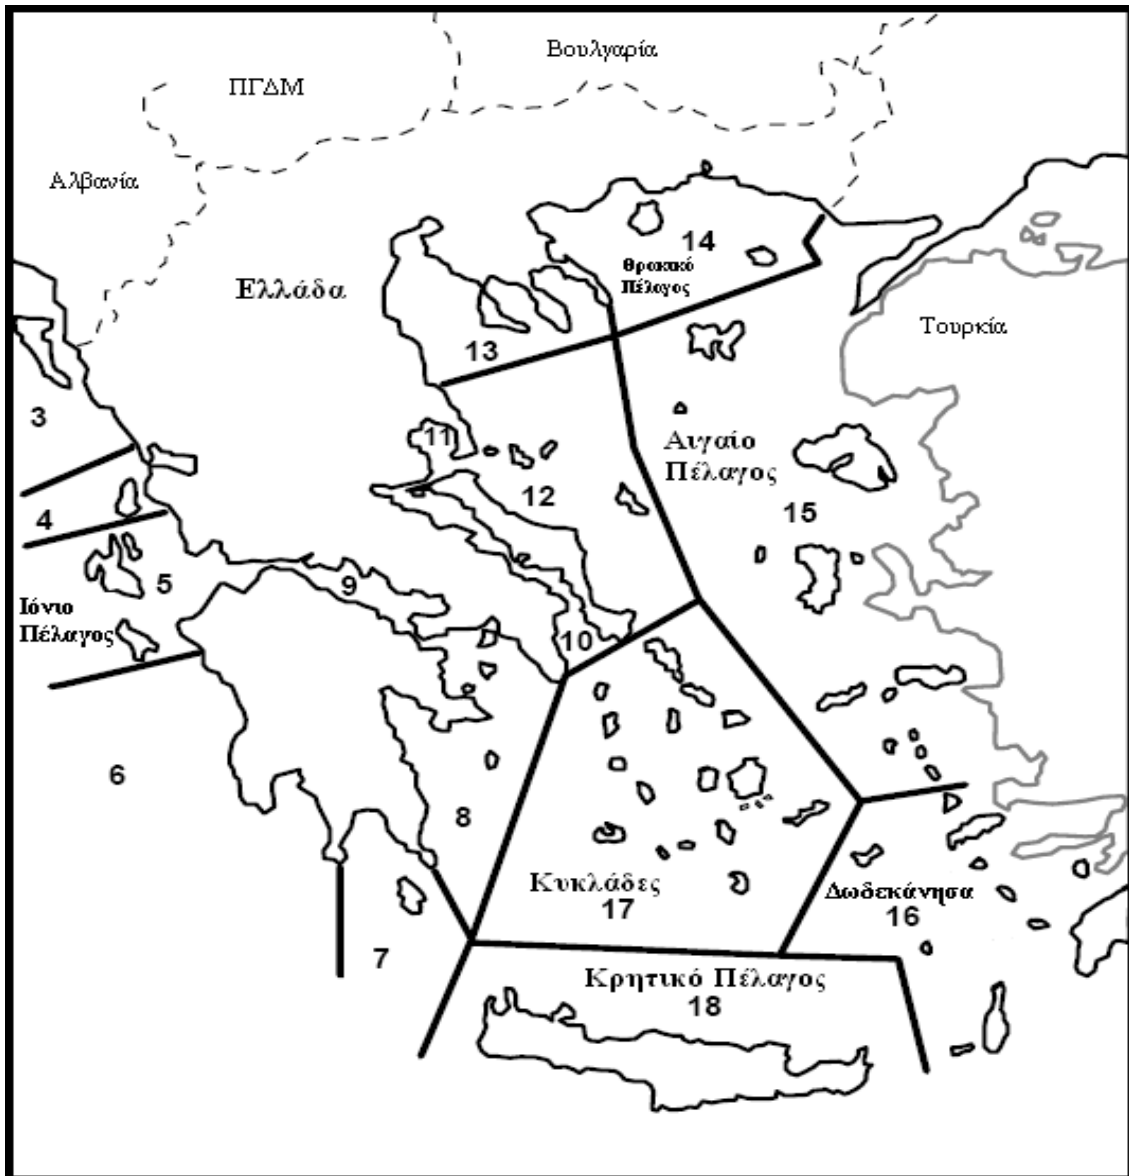 Βουλγαρία
ΠΓΔΜ
Αλβανία
14
Θρακικό
Πέλαγος
Ελλάδα
Τουρκία
13
3
11
Αιγαίο
Πέλαγος
12
15
4
5
9
Ιόνιο
Πέλαγος
10
6
8
Κυκλάδες
17
Δωδεκάνησα
16
7
Κρητικό Πέλαγος
18